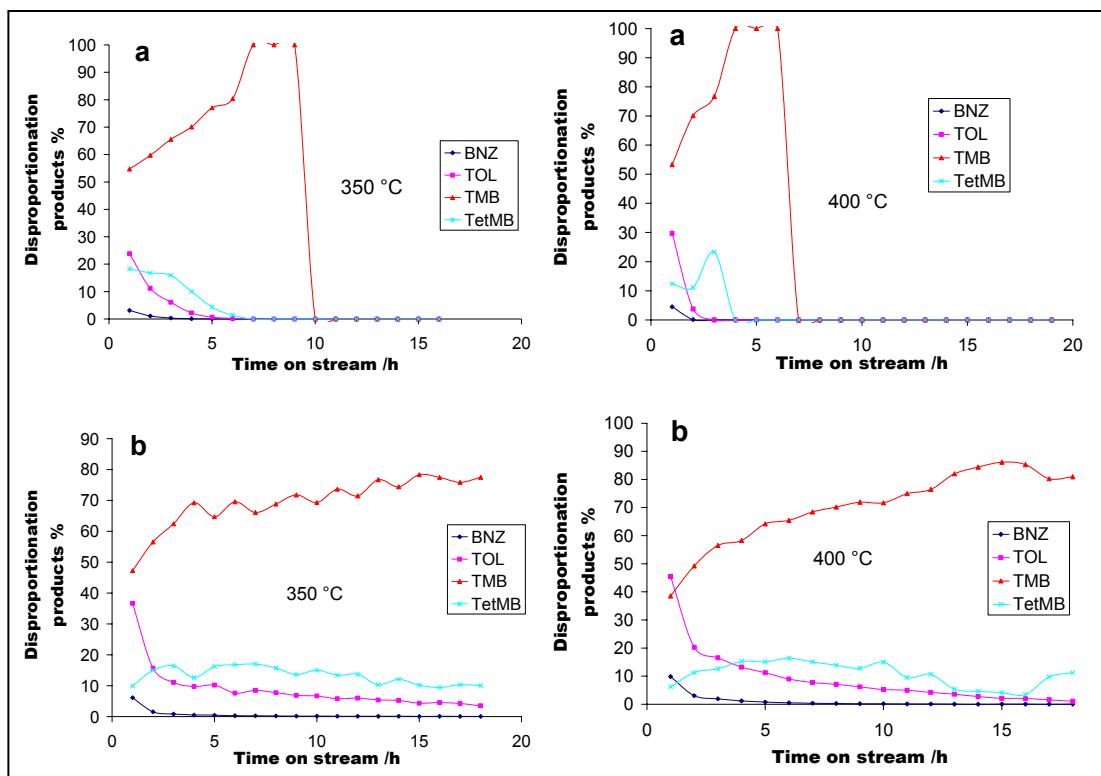 a
Disproportionation
products %
100
90
80
70
60
50
40
30
20
10
0
0
5
10
15
20
Time on stream /h
350 °C
BNZ
TOL
TMB
TetMB
a
Disproportionation
products %
100
90
80
70
60
50
40
30
20
10
0
0
5
10
15
20
Time on stream /h
400 °C
BNZ
TOL
TMB
TetMB
b
Disproportionation
products %
90
80
70
60
50
40
30
20
10
0
0
5
10
15
20
Time on stream /h
350 °C
BNZ
TOL
TMB
TetMB
b
Disproportionation
products %
100
90
80
70
60
50
40
30
20
10
0
0
5
10
15
Time on stream /h
400 °C
BNZ
TOL
TMB
TetMB